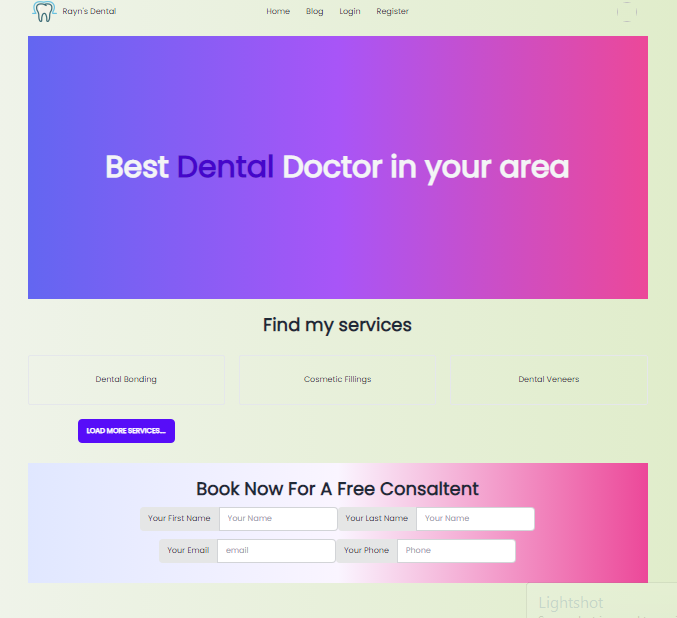 Rayn's Dental Home Blog Login Register
Best Dental Doctor in your area
Find my services
Dental Bonding Cosmetic Fillings Dental Veneers
LOAD MORE SERVICES...
Book Now For A Free Consaltent
Your First Name Your Name Your Last Name Your Name
Your Email email Your Phone Phone
Lightshot